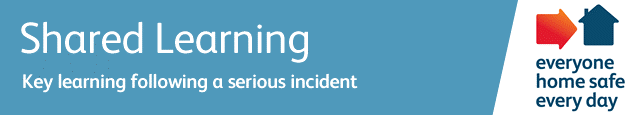 Shared Learning
Key learning following a serious incident
everyone
home safe
every day